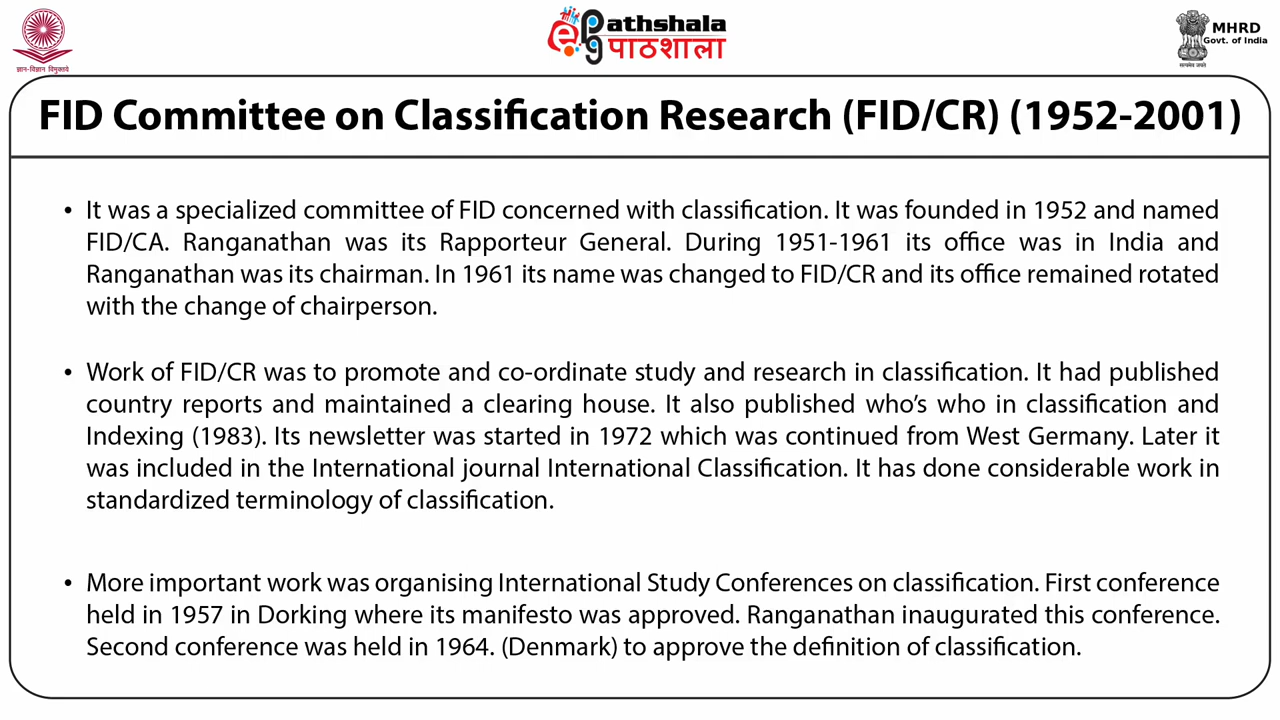 ज्ञान-विज्ञान विमुक्तये
ePathshala
पाठशाला
सत्यमेव जयते
MHRD
Govt. of India
FID Committee on Classification Research (FID/CR) (1952-2001)
• It was a specialized committee of FID concerned with classification. It was founded in 1952 and named
FID/CA. Ranganathan was its Rapporteur General. During 1951-1961 its office was in India and
Ranganathan was its chairman. In 1961 its name was changed to FID/CR and its office remained rotated
with the change of chairperson.
• Work of FID/CR was to promote and co-ordinate study and research in classification. It had published
country reports and maintained a clearing house. It also published who’s who in classification and
Indexing (1983). Its newsletter was started in 1972 which was continued from West Germany. Later it
was included in the International journal International Classification. It has done considerable work in
standardized terminology of classification.
• More important work was organising International Study Conferences on classification. First conference
held in 1957 in Dorking where its manifesto was approved. Ranganathan inaugurated this conference.
Second conference was held in 1964. (Denmark) to approve the definition of classification.